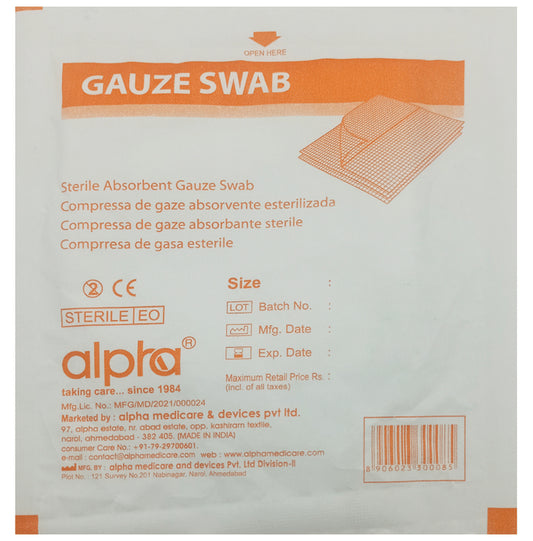 OPEN HERE
GAUZE SWAB
Sterile Absorbent Gauze Swab
Compressa de gaze absorvente esterilizada
Compressa de gaze absorbante sterile
Comprresa de gasa esterile
2 CE
STERILE EO
alpha®
taking care... since 1984
Mfg.Lic. No.: MFG/MD/2021/000024
Marketed by : alpha medicare & devices pvt ltd.
97, alpha estate, nr. abad estate, opp. kashiram textile,
narol, ahmedabad - 382 405. (MADE IN INDIA)
consumer Care No.: +91-79-29700601.
e-mail : contact@alphamedicare.com - www.alphamedicare.com
MFG. BY : alpha medicare and devices Pvt. Ltd Division-II
Plot No. : 121 Survey No.201 Nabinagar, Narol, Ahmedabad
Size :
LOT Batch No. :
Mfg. Date :
Exp. Date :
Maximum Retail Price Rs. :
(Incl. of all taxes)
8906023300085